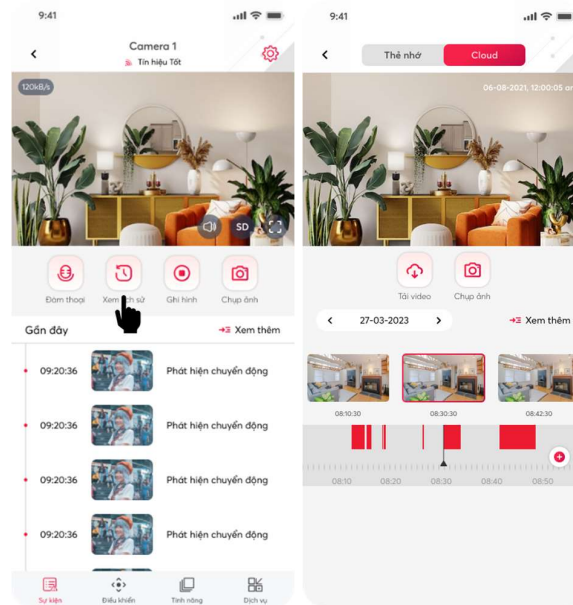 9:41
Camera 1
Tín hiệu Tốt
120kB/s
SD
Đàm thoại
Ghi hình
Chụp ảnh
Gần đây
Xem thêm
09:20:36
Phát hiện chuyển động
09:20:36
Phát hiện chuyển động
09:20:36
Phát hiện chuyển động
09:20:36
Phát hiện chuyển động
Sự kiện
Điều khiển
Tính năng
Dịch vụ
9:41
Thẻ nhớ
Cloud
06-08-2021, 12:00:05
Tải video
Chụp ảnh
27-03-2023
Xem thêm
08:10:30
08:30:30
08:42:30
08:10
08:20
08:30
08:40
08:50